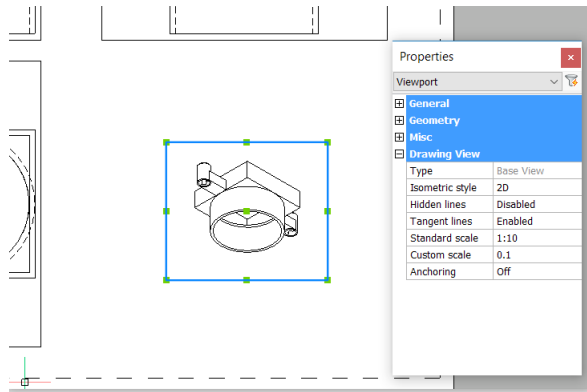 Properties
Viewport
General
Geometry
Misc
Drawing View
Type Base View
Isometric style 2D
Hidden lines Disabled
Tangent lines Enabled
Standard scale 1:10
Custom scale 0.1
Anchoring Off